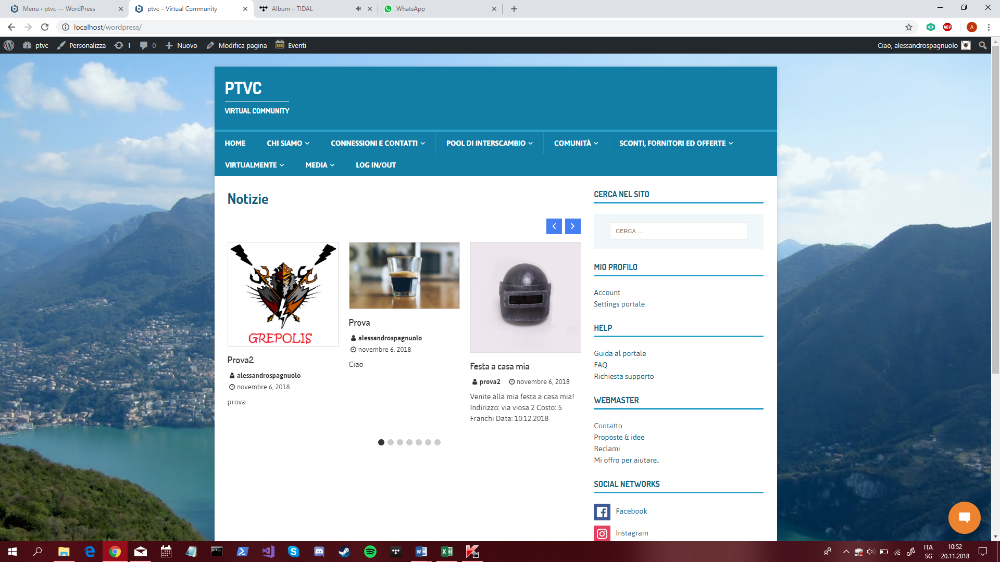 Menu ‹ ptvc — WordPress
ptvc – Virtual Community
Album – TIDAL
WhatsApp
localhost/wordpress/
ABP
A
ptvc
Personalizza
1
0
Nuovo
Modifica pagina
Eventi
Ciao, alessandrospagnuolo
PTVC
VIRTUAL COMMUNITY
HOME
CHI SIAMO
CONNESSIONI E CONTATTI
POOL DI INTERSCAMBIO
COMUNITÀ
SCONTI, FORNITORI ED OFFERTE
VIRTUALMENTE
MEDIA
LOG IN/OUT
Notizie
GREPOLIS
Prova2
alessandrospagnuolo
novembre 6, 2018
prova
Prova
alessandrospagnuolo
novembre 6, 2018
Ciao
Festa a casa mia
prova2 novembre 6, 2018
Venite alla mia festa a casa mia!
Indirizzo: via viosa 2 Costo: 5
Franchi Data: 10.12.2018
CERCA NEL SITO
CERCA ...
MIO PROFILO
Account
Settings portale
HELP
Guida al portale
FAQ
Richiesta supporto
WEBMASTER
Contatto
Proposte & idee
Reclami
Mi offro per aiutare..
SOCIAL NETWORKS
Facebook
Instagram
ITA
SG
10:52
20.11.2018